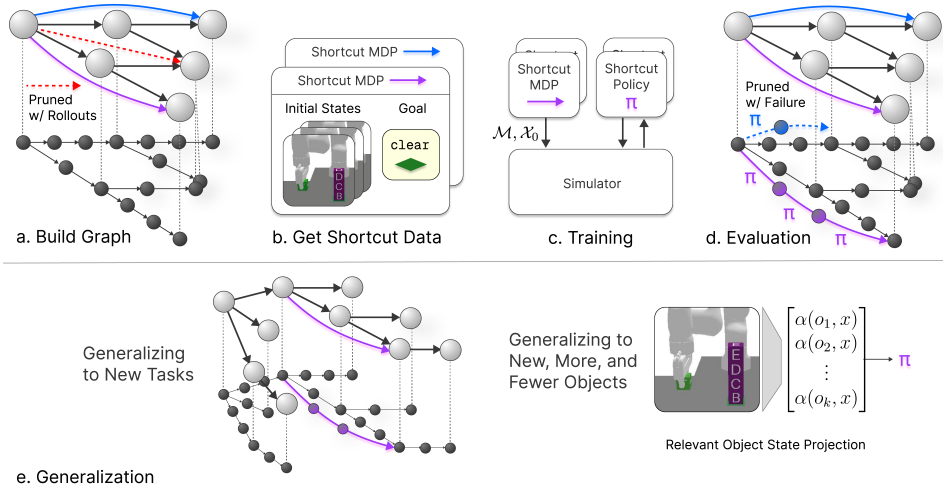 Pruned
w/ Rollouts
a. Build Graph
Shortcut MDP
Shortcut MDP
Initial States
Goal
clear
E
D
C
B
b. Get Shortcut Data
Shortcut
MDP
Shortcut
Policy
π
M, X₀
Simulator
c. Training
Pruned
w/ Failure
π
π
π
π
d. Evaluation
Generalizing
to New Tasks
e. Generalization
Generalizing to
New, More, and
Fewer Objects
E
D
C
B
α(o₁, x)
α(o₂, x)
⋮
α(oₖ, x)
π
Relevant Object State Projection